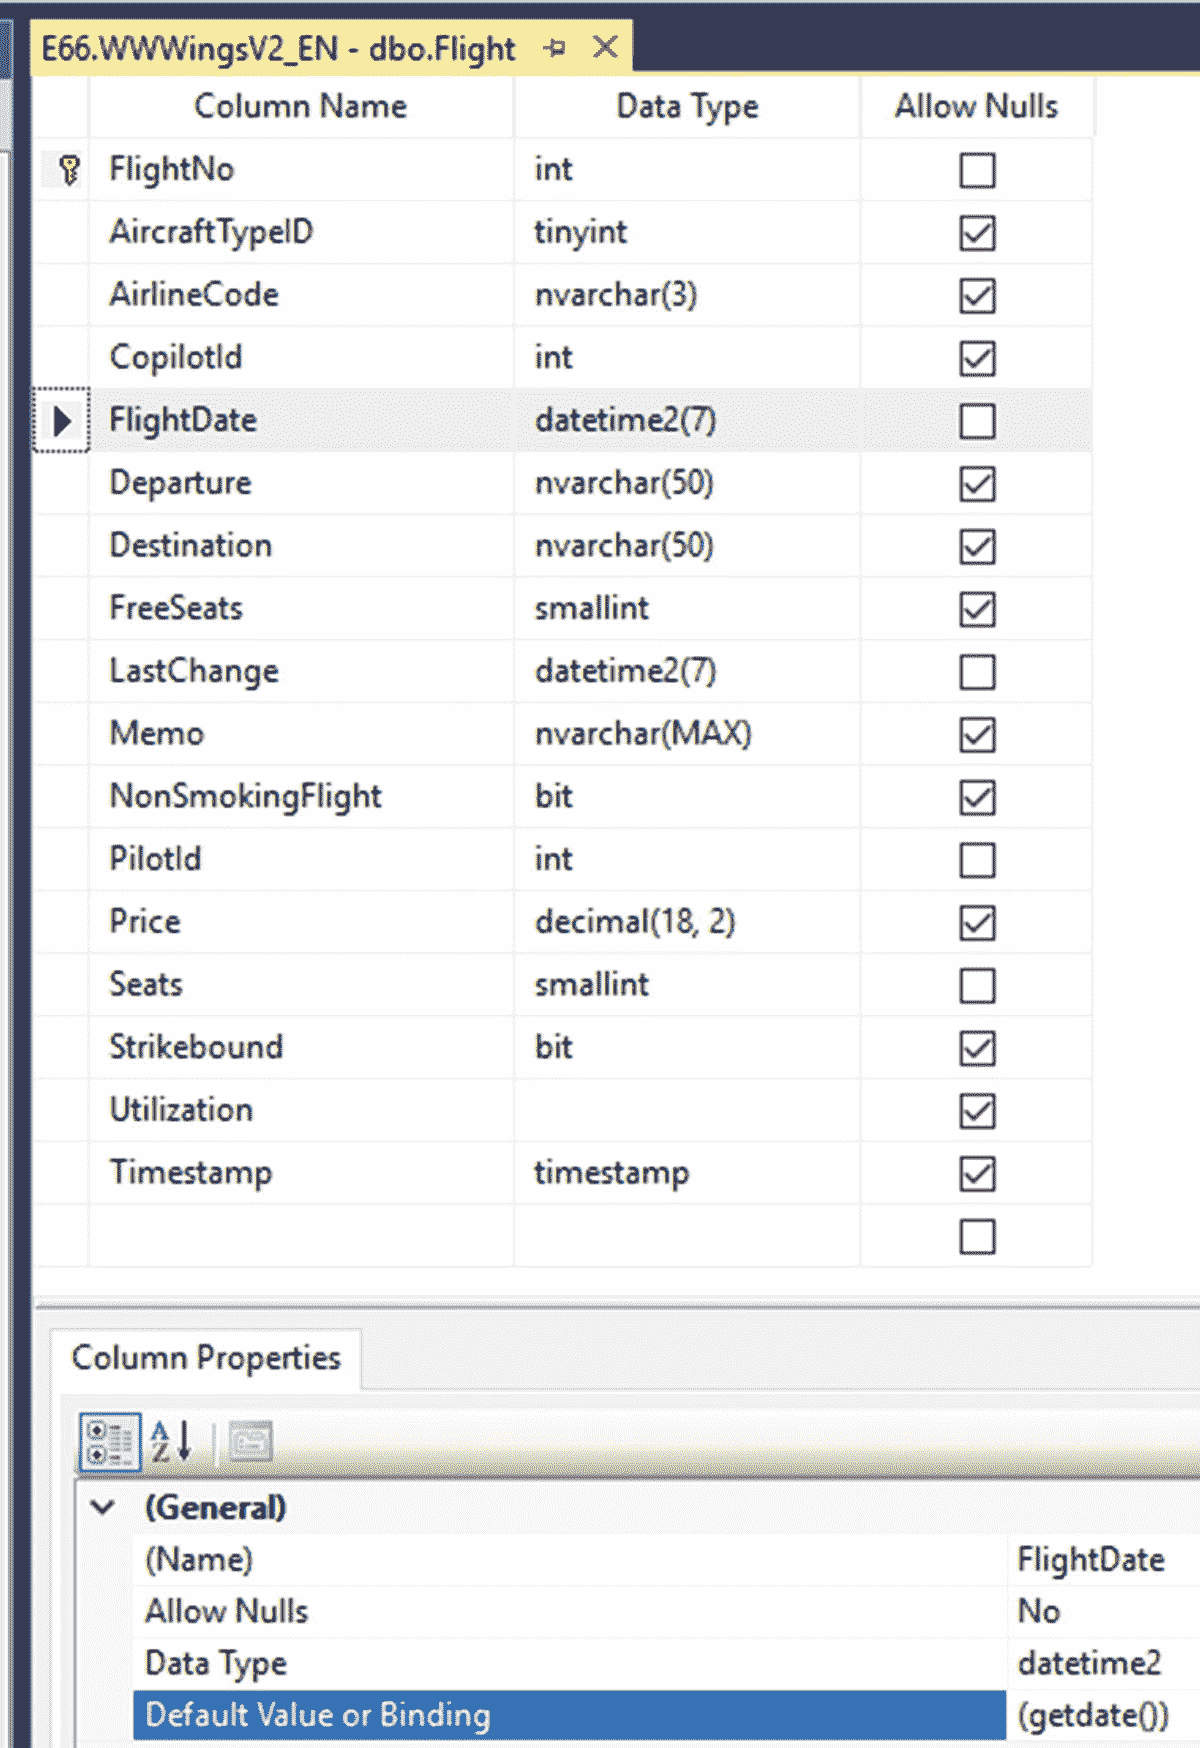 E66.WWWingsV2_EN - dbo.Flight
Column Name Data Type Allow Nulls
FlightNo int
AircraftTypeID tinyint
AirlineCode nvarchar(3)
CopilotId int
FlightDate datetime2(7)
Departure nvarchar(50)
Destination nvarchar(50)
FreeSeats smallint
LastChange datetime2(7)
Memo nvarchar(MAX)
NonSmokingFlight bit
PilotId int
Price decimal(18, 2)
Seats smallint
Strikebound bit
Utilization
Timestamp timestamp
Column Properties
A
Z
(General)
(Name) FlightDate
Allow Nulls No
Data Type datetime2
Default Value or Binding (getdate())